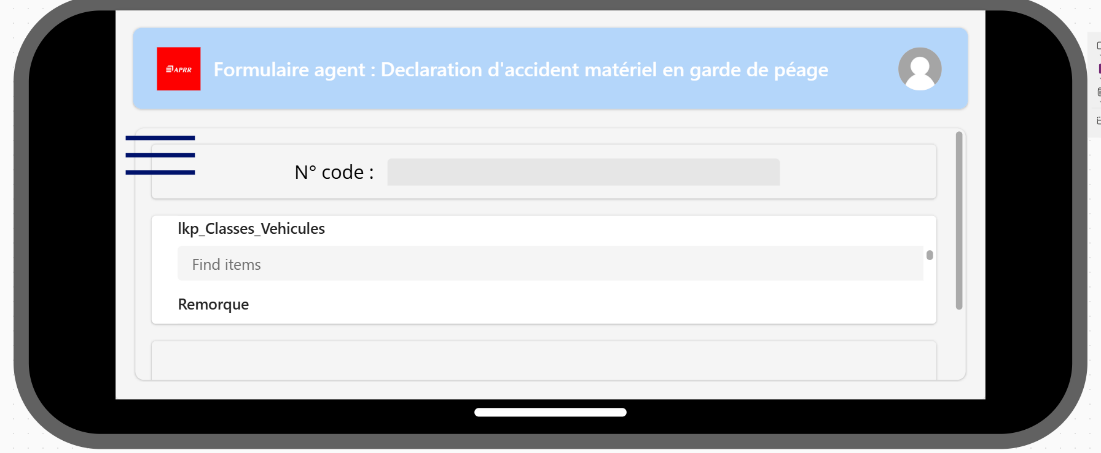 APRR
Formulaire agent : Declaration d'accident matériel en garde de péage
N° code :
lkp_Classes_Vehicules
Find items
Remorque